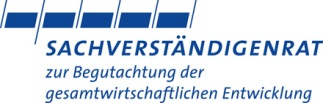 SACHVERSTÄNDIGENRAT
zur Begutachtung der
gesamtwirtschaftlichen Entwicklung